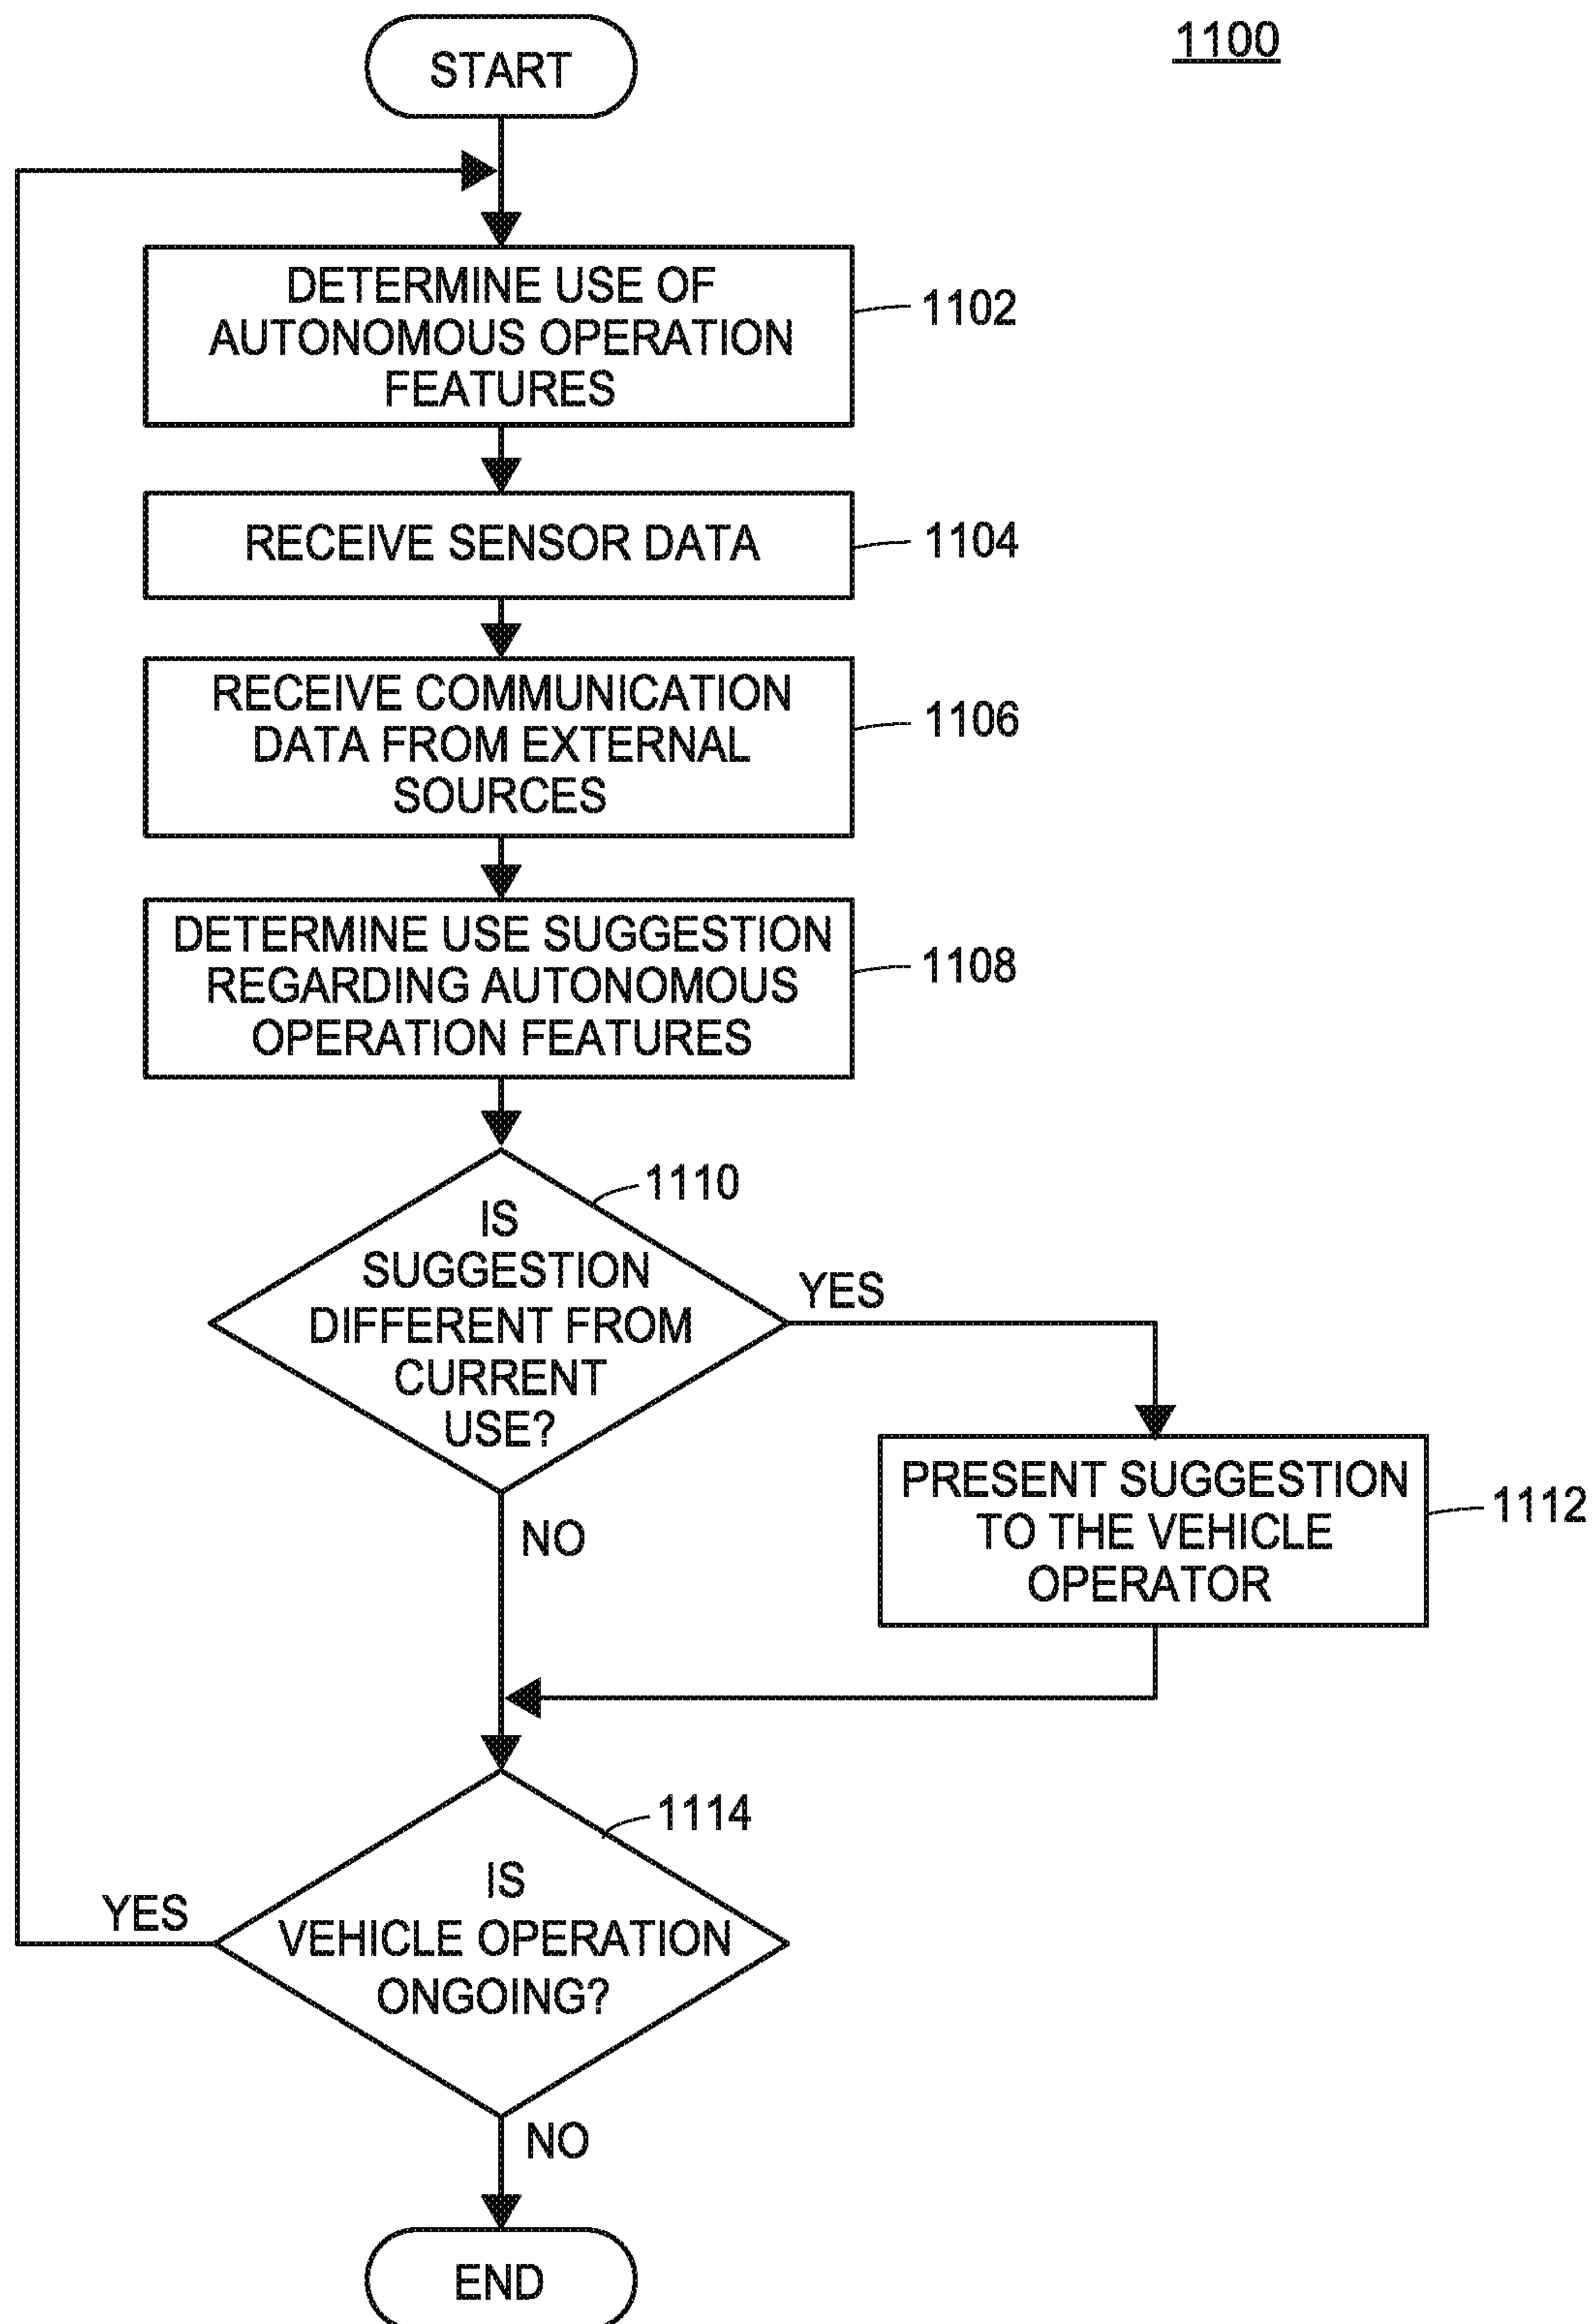 1100
START
DETERMINE USE OF
AUTONOMOUS OPERATION
FEATURES
1102
RECEIVE SENSOR DATA
1104
RECEIVE COMMUNICATION
DATA FROM EXTERNAL
SOURCES
1106
DETERMINE USE SUGGESTION
REGARDING AUTONOMOUS
OPERATION FEATURES
1108
1110
IS
SUGGESTION
DIFFERENT FROM
CURRENT
USE?
YES
NO
PRESENT SUGGESTION
TO THE VEHICLE
OPERATOR
1112
1114
IS
VEHICLE OPERATION
ONGOING?
YES
NO
END